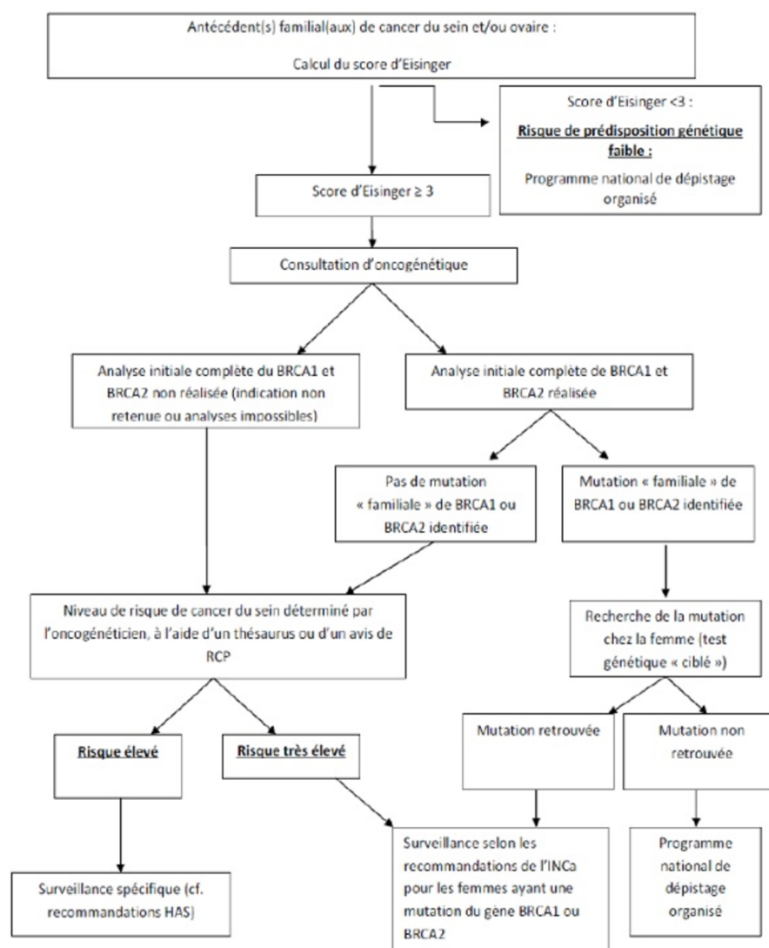 Antécédent(s) familial(aux) de cancer du sein et/ou ovaire :
Calcul du score d'Eisinger
Score d'Eisinger <3 :
Risque de prédisposition génétique
faible :
Programme national de dépistage
organisé
Score d'Eisinger ≥ 3
Consultation d'oncogénétique
Analyse initiale complète du BRCA1 et
BRCA2 non réalisée (indication non
retenue ou analyses impossibles)
Analyse initiale complète de BRCA1 et
BRCA2 réalisée
Pas de mutation
« familiale » de BRCA1 ou
BRCA2 identifiée
Mutation « familiale » de
BRCA1 ou BRCA2 identifiée
Niveau de risque de cancer du sein déterminé par
l'oncogénéticien, à l'aide d'un thésaurus ou d'un avis de
RCP
Recherche de la mutation
chez la femme (test
génétique « ciblé »)
Risque élevé
Risque très élevé
Mutation retrouvée
Mutation non
retrouvée
Surveillance spécifique (cf.
recommandations HAS)
Surveillance selon les
recommandations de l'INCa
pour les femmes ayant une
mutation du gène BRCA1 ou
BRCA2
Programme
national de
dépistage
organisé